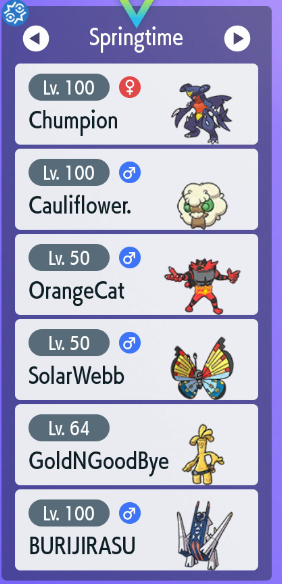 Springtime
Lv. 100
Chumpion
Lv. 100
Cauliflower.
Lv. 50
OrangeCat
Lv. 50
SolarWebb
Lv. 64
GoldNGoodBye
Lv. 100
BURIJIRASU